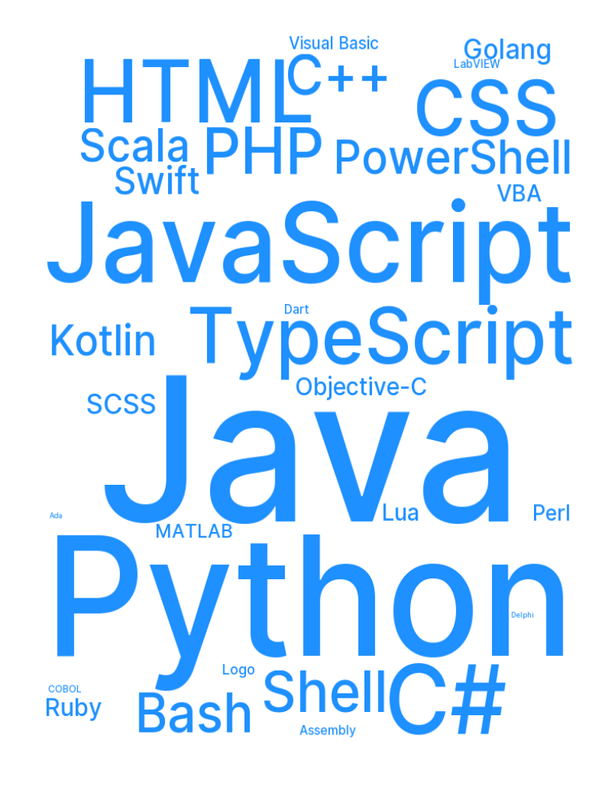 Visual Basic
Golang
LabVIEW
HTML
C++
CSS
Scala
PHP
PowerShell
Swift
VBA
JavaScript
Dart
Kotlin
TypeScript
Objective-C
SCSS
Java
Lua
Perl
Ada
MATLAB
Python
Delphi
Logo
COBOL
Ruby
Bash
Shell
C#
Assembly